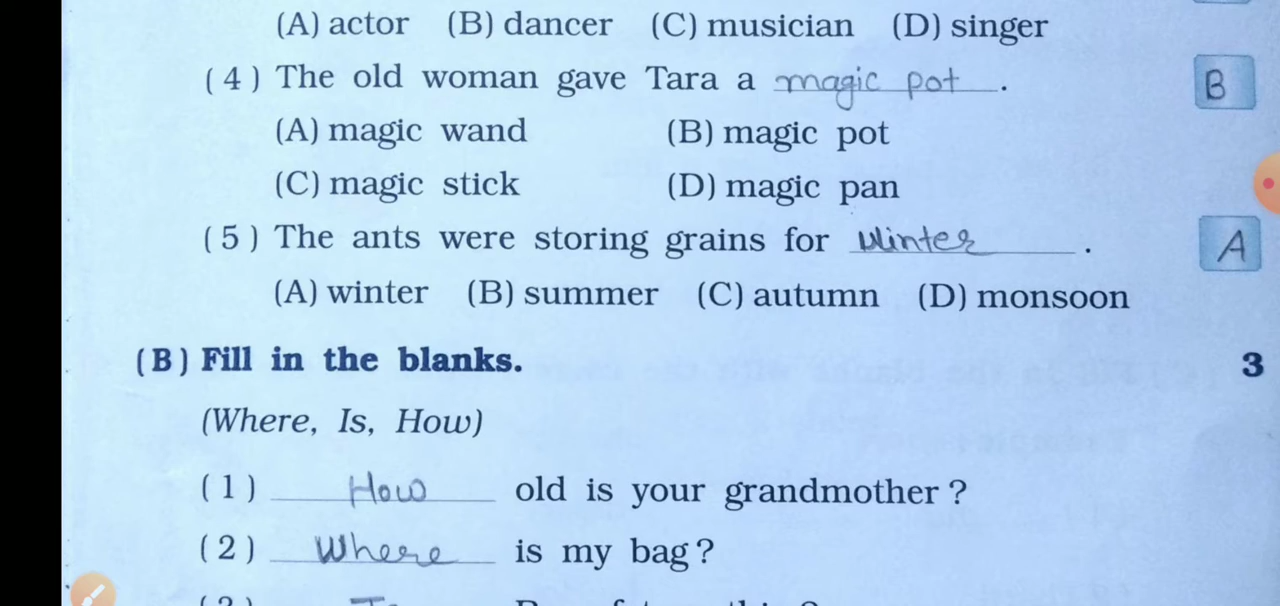 (A) actor (B) dancer (C) musician (D) singer
(4) The old woman gave Tara a magic pot. B
(A) magic wand (B) magic pot
(C) magic stick (D) magic pan
(5) The ants were storing grains for winter. A
(A) winter (B) summer (C) autumn (D) monsoon
(B) Fill in the blanks. 3
(Where, Is, How)
(1) How old is your grandmother ?
(2) Where is my bag ?